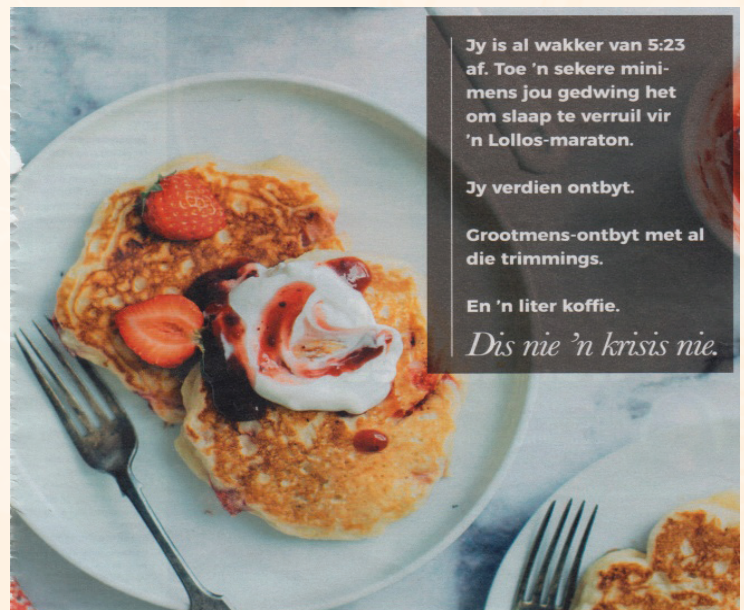 Jy is al wakker van 5:23
af. Toe ’n sekere mini-
mens jou gedwing het
om slaap te verruil vir
’n Lollos-maraton.
Jy verdien ontbyt.
Grootmens-ontbyt met al
die trimmings.
En ’n liter koffie.
Dis nie ’n krisis nie.